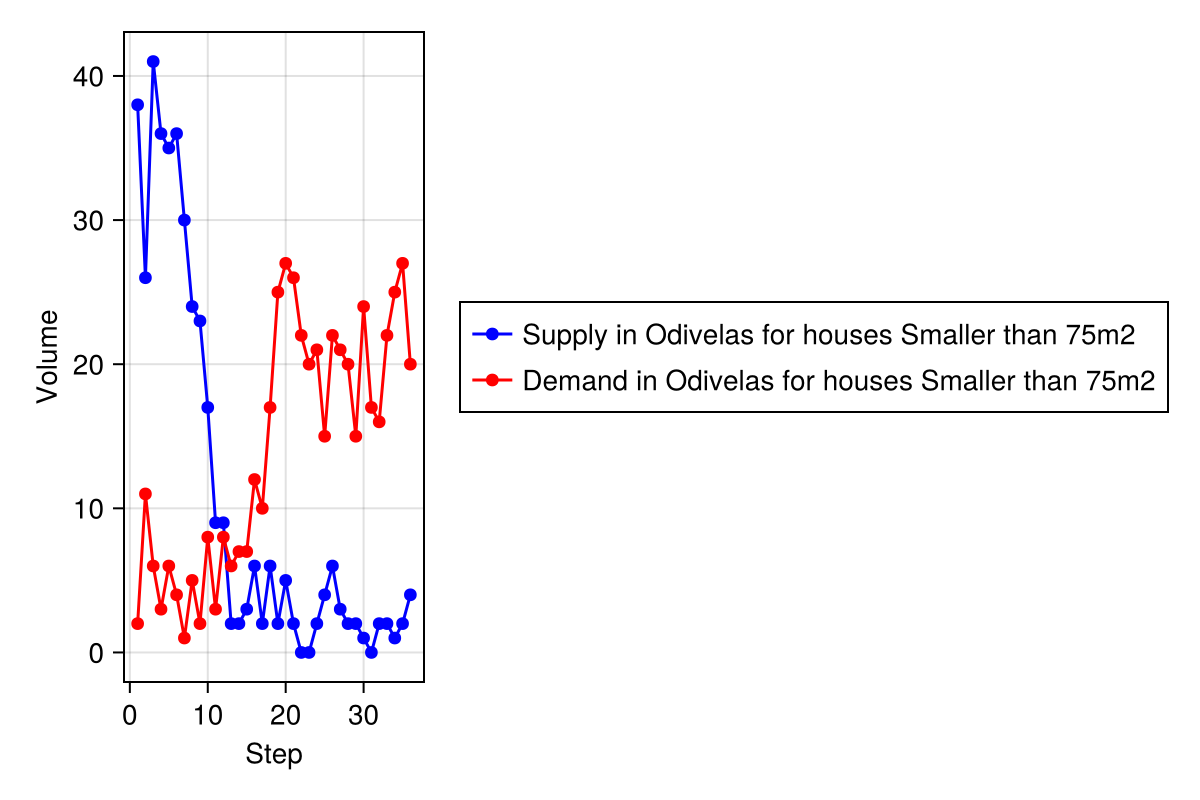 40
30
20
10
0
Volume
0 10 20 30
Step
Supply in Odivelas for houses Smaller than 75m2
Demand in Odivelas for houses Smaller than 75m2